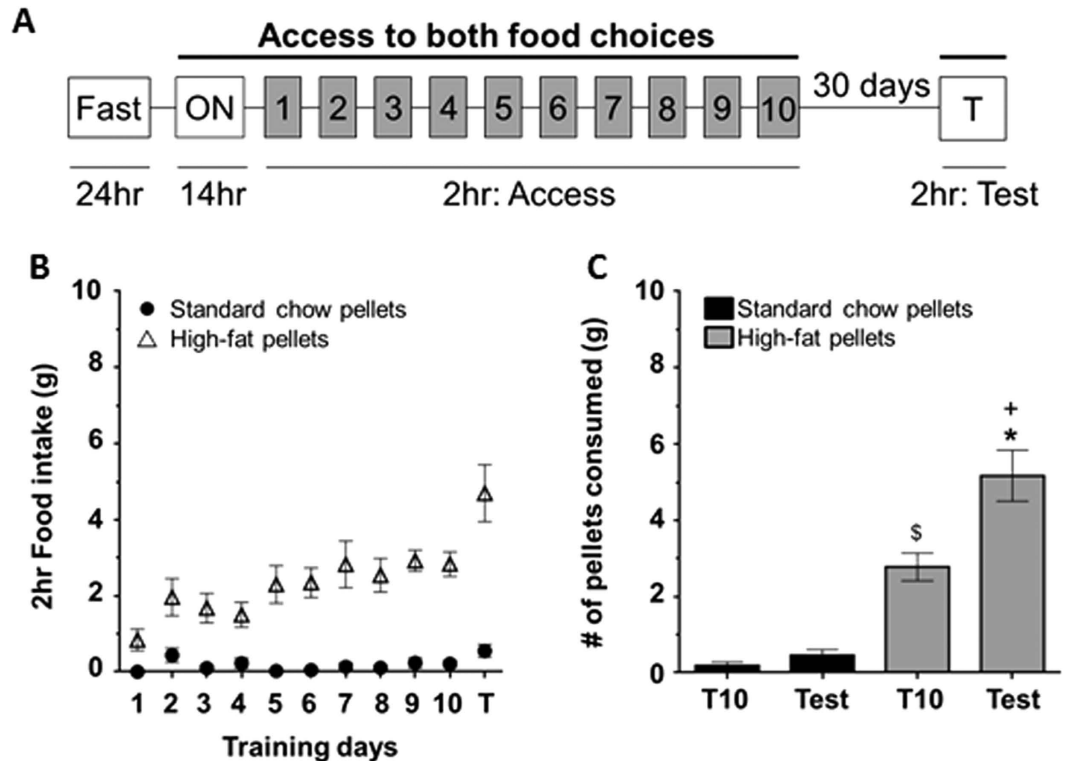 A
Access to both food choices
Fast ON 1 2 3 4 5 6 7 8 9 10 30 days T
24hr 14hr 2hr: Access 2hr: Test
B
10
8
6
4
2
0
2hr Food intake (g)
Standard chow pellets
High-fat pellets
1 2 3 4 5 6 7 8 9 10 T
Training days
C
10
8
6
4
2
0
# of pellets consumed (g)
Standard chow pellets
High-fat pellets
$
+
*
T10 Test T10 Test